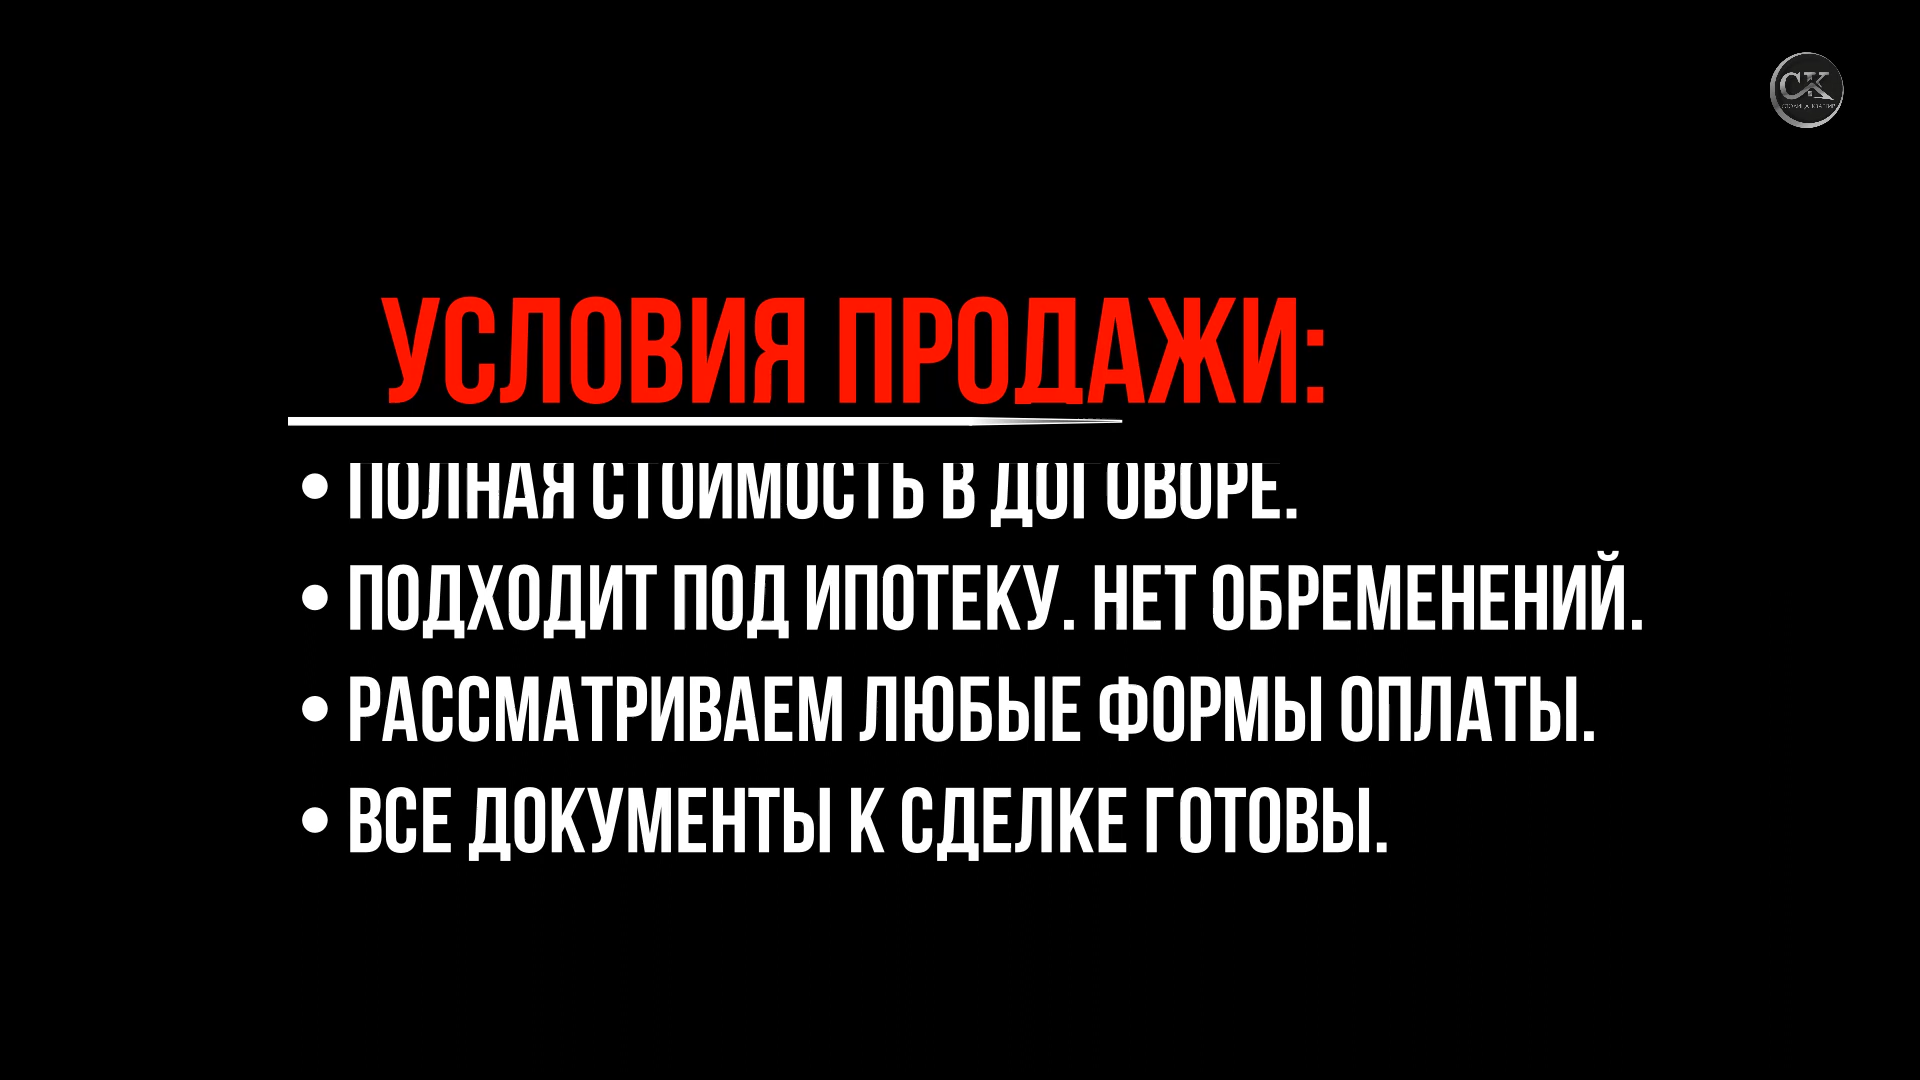 СК
УСЛОВИЯ ПРОДАЖИ:
• ПОЛНАЯ СТОИМОСТЬ В ДОГОВОРЕ.
• ПОДХОДИТ ПОД ИПОТЕКУ. НЕТ ОБРЕМЕНЕНИЙ.
• РАССМАТРИВАЕМ ЛЮБЫЕ ФОРМЫ ОПЛАТЫ.
• ВСЕ ДОКУМЕНТЫ К СДЕЛКЕ ГОТОВЫ.